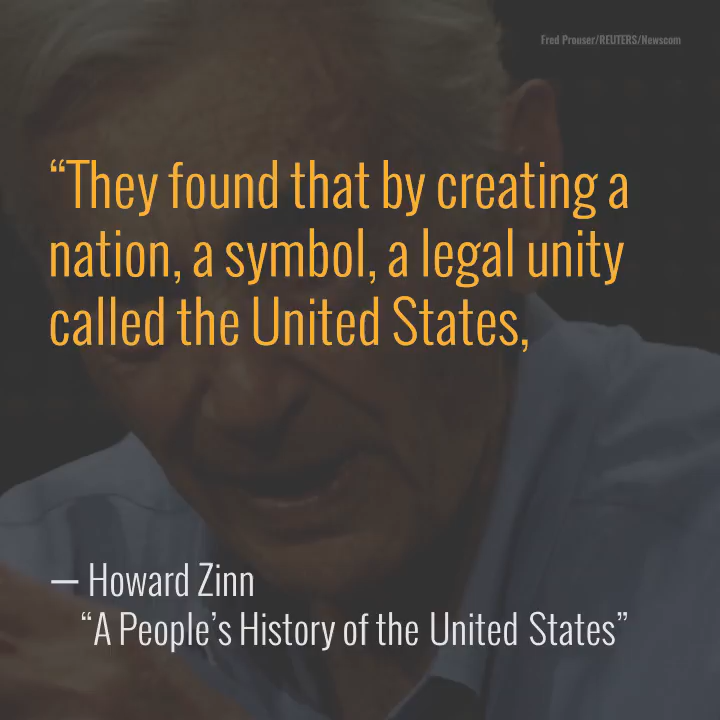 Fred Prouser/REUTERS/Newscom
“They found that by creating a
nation, a symbol, a legal unity
called the United States,
— Howard Zinn
“A People’s History of the United States”